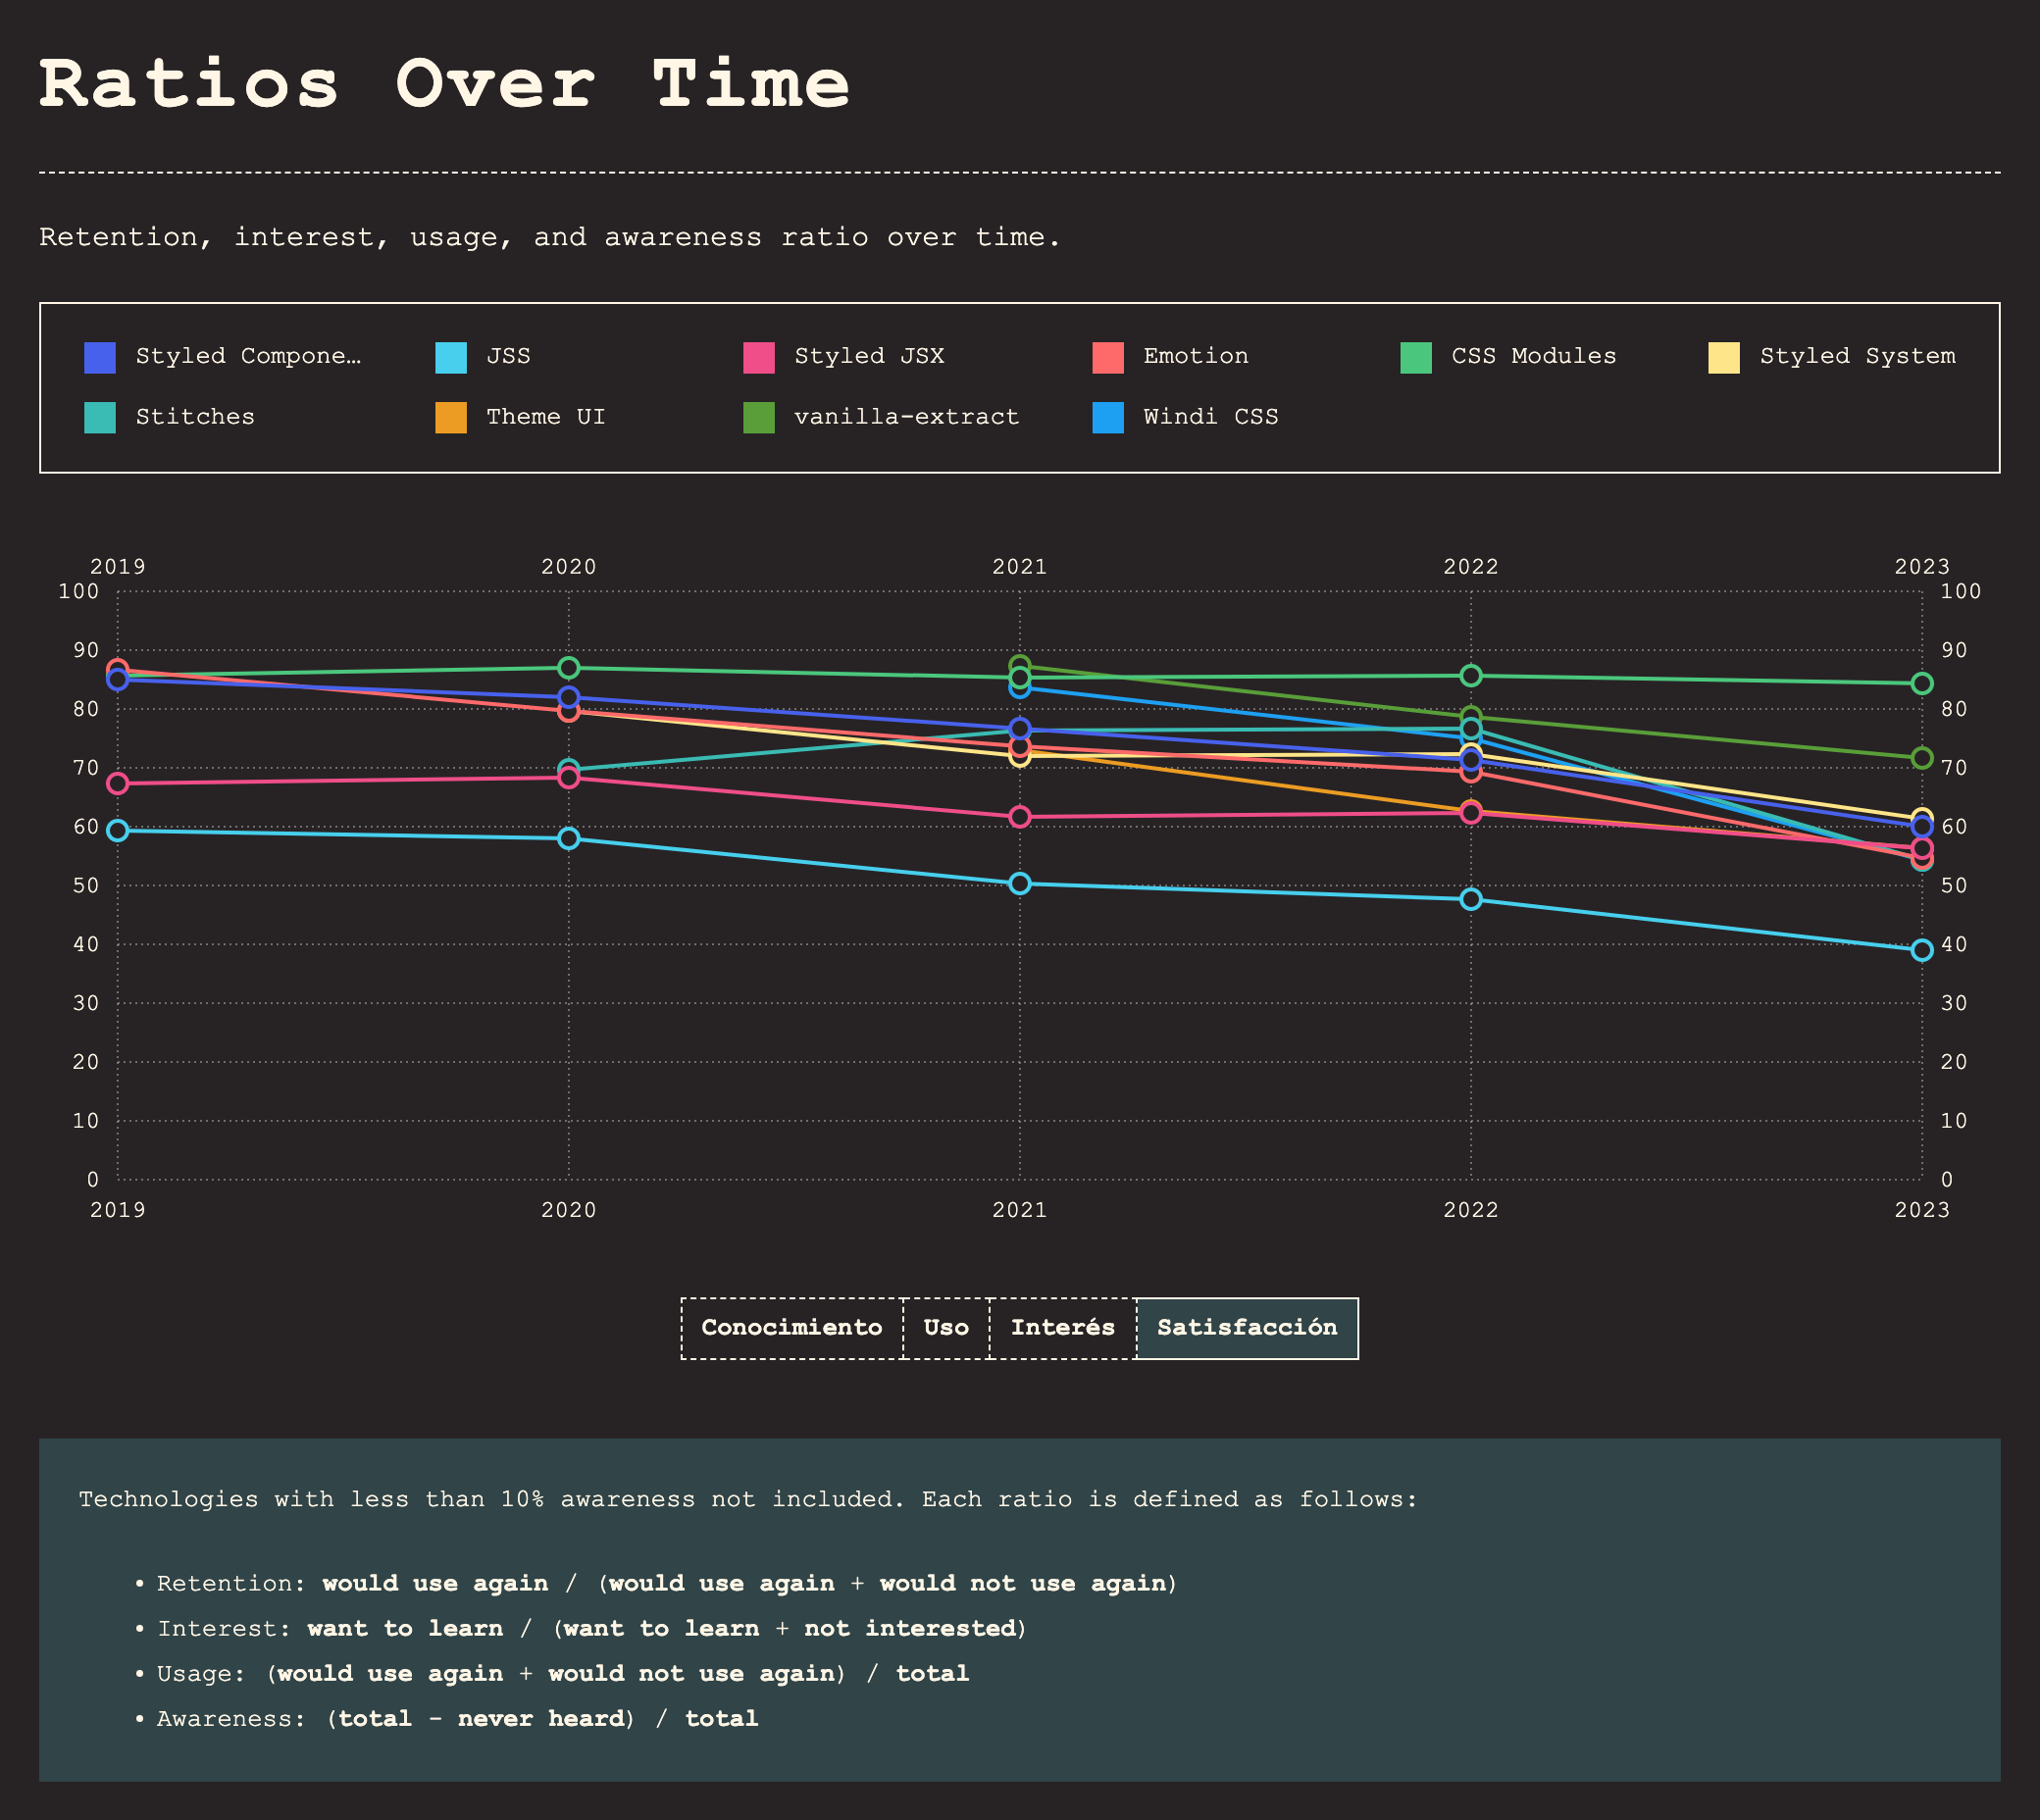 Ratios Over Time
Retention, interest, usage, and awareness ratio over time.
Styled Compone… JSS Styled JSX Emotion CSS Modules Styled System
Stitches Theme UI vanilla-extract Windi CSS
2019 2020 2021 2022 2023
100 100
90 90
80 80
70 70
60 60
50 50
40 40
30 30
20 20
10 10
0 0
2019 2020 2021 2022 2023
Conocimiento Uso Interés Satisfacción
Technologies with less than 10% awareness not included. Each ratio is defined as follows:
• Retention: would use again / (would use again + would not use again)
• Interest: want to learn / (want to learn + not interested)
• Usage: (would use again + would not use again) / total
• Awareness: (total - never heard) / total